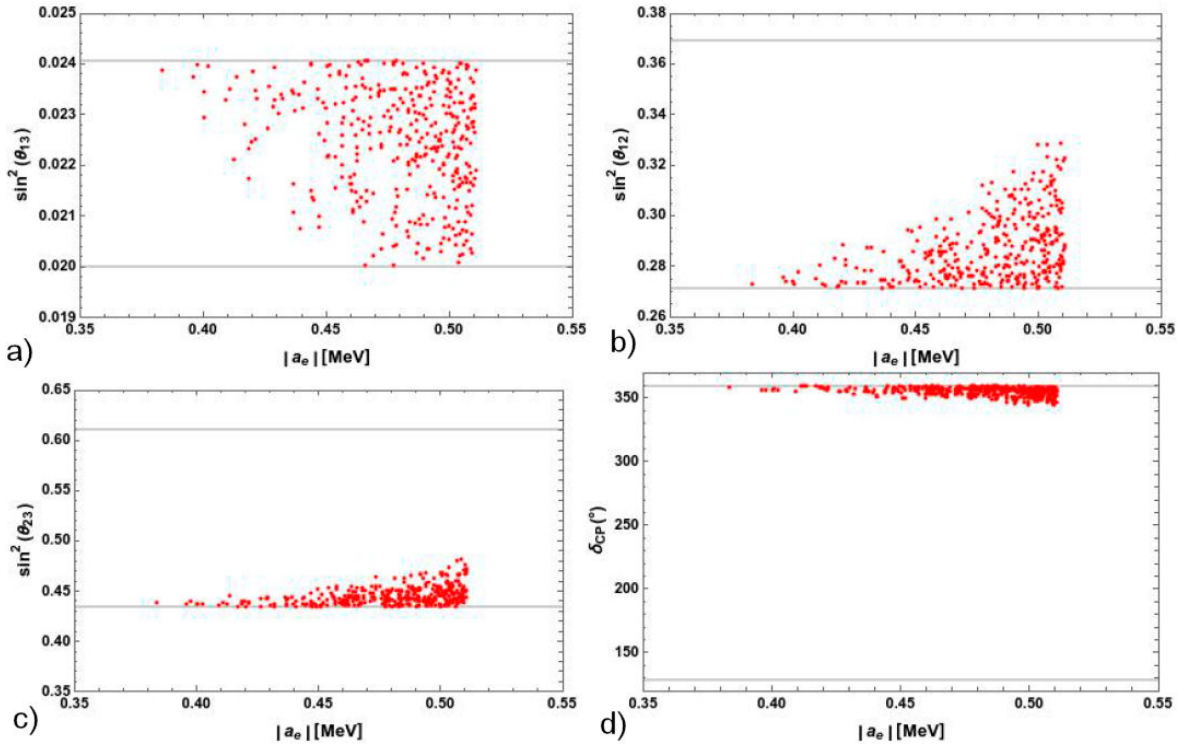 0.025
0.024
0.023
0.022
0.021
0.020
0.019
sin² (θ₁₃)
0.35 0.40 0.45 0.50 0.55
|aₑ| [MeV]
a)
0.38
0.36
0.34
0.32
0.30
0.28
0.26
sin² (θ₁₂)
0.35 0.40 0.45 0.50 0.55
|aₑ| [MeV]
b)
0.65
0.60
0.55
0.50
0.45
0.40
0.35
sin² (θ₂₃)
0.35 0.40 0.45 0.50 0.55
|aₑ| [MeV]
c)
350
300
250
200
150
δCP(°)
0.35 0.40 0.45 0.50 0.55
|aₑ| [MeV]
d)